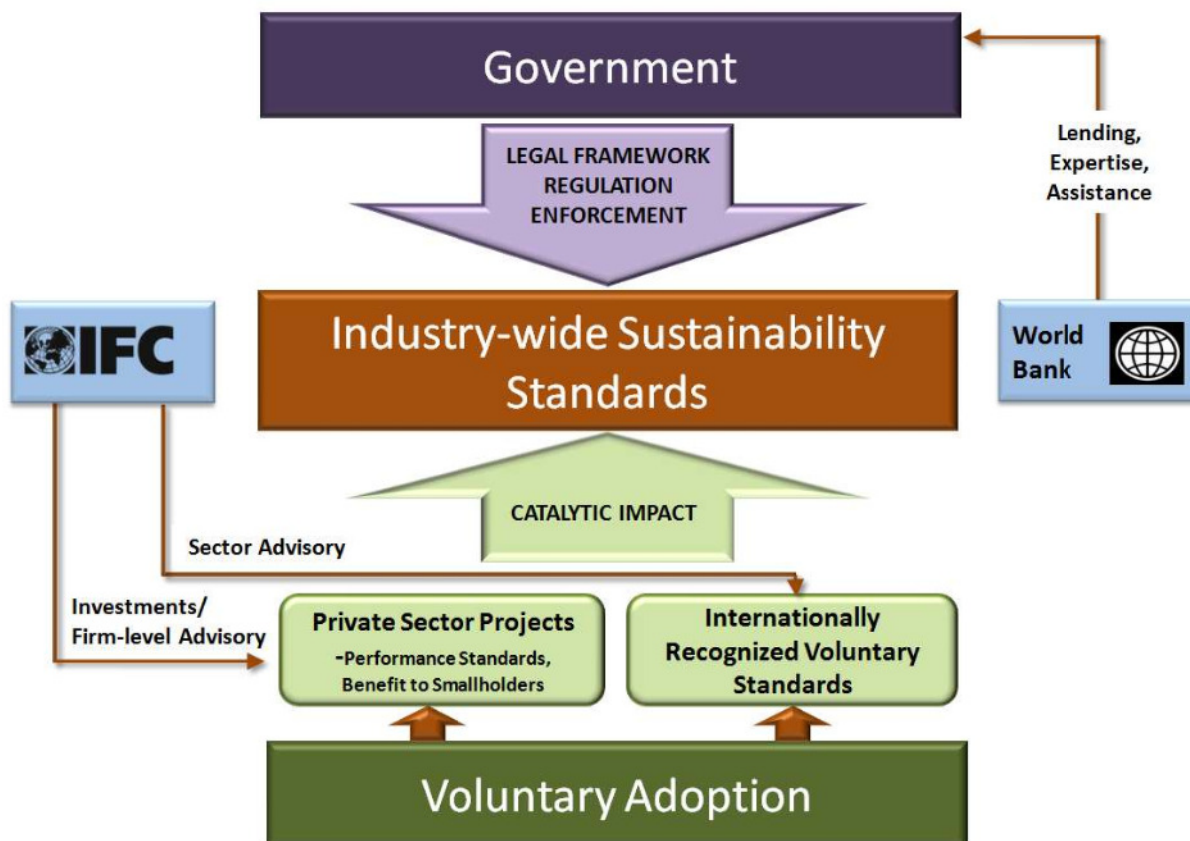 Government
LEGAL FRAMEWORK
REGULATION
ENFORCEMENT
Lending,
Expertise,
Assistance
IFC
Industry-wide Sustainability
Standards
World
Bank
CATALYTIC IMPACT
Sector Advisory
Investments/
Firm-level Advisory
Private Sector Projects
-Performance Standards,
Benefit to Smallholders
Internationally
Recognized Voluntary
Standards
Voluntary Adoption